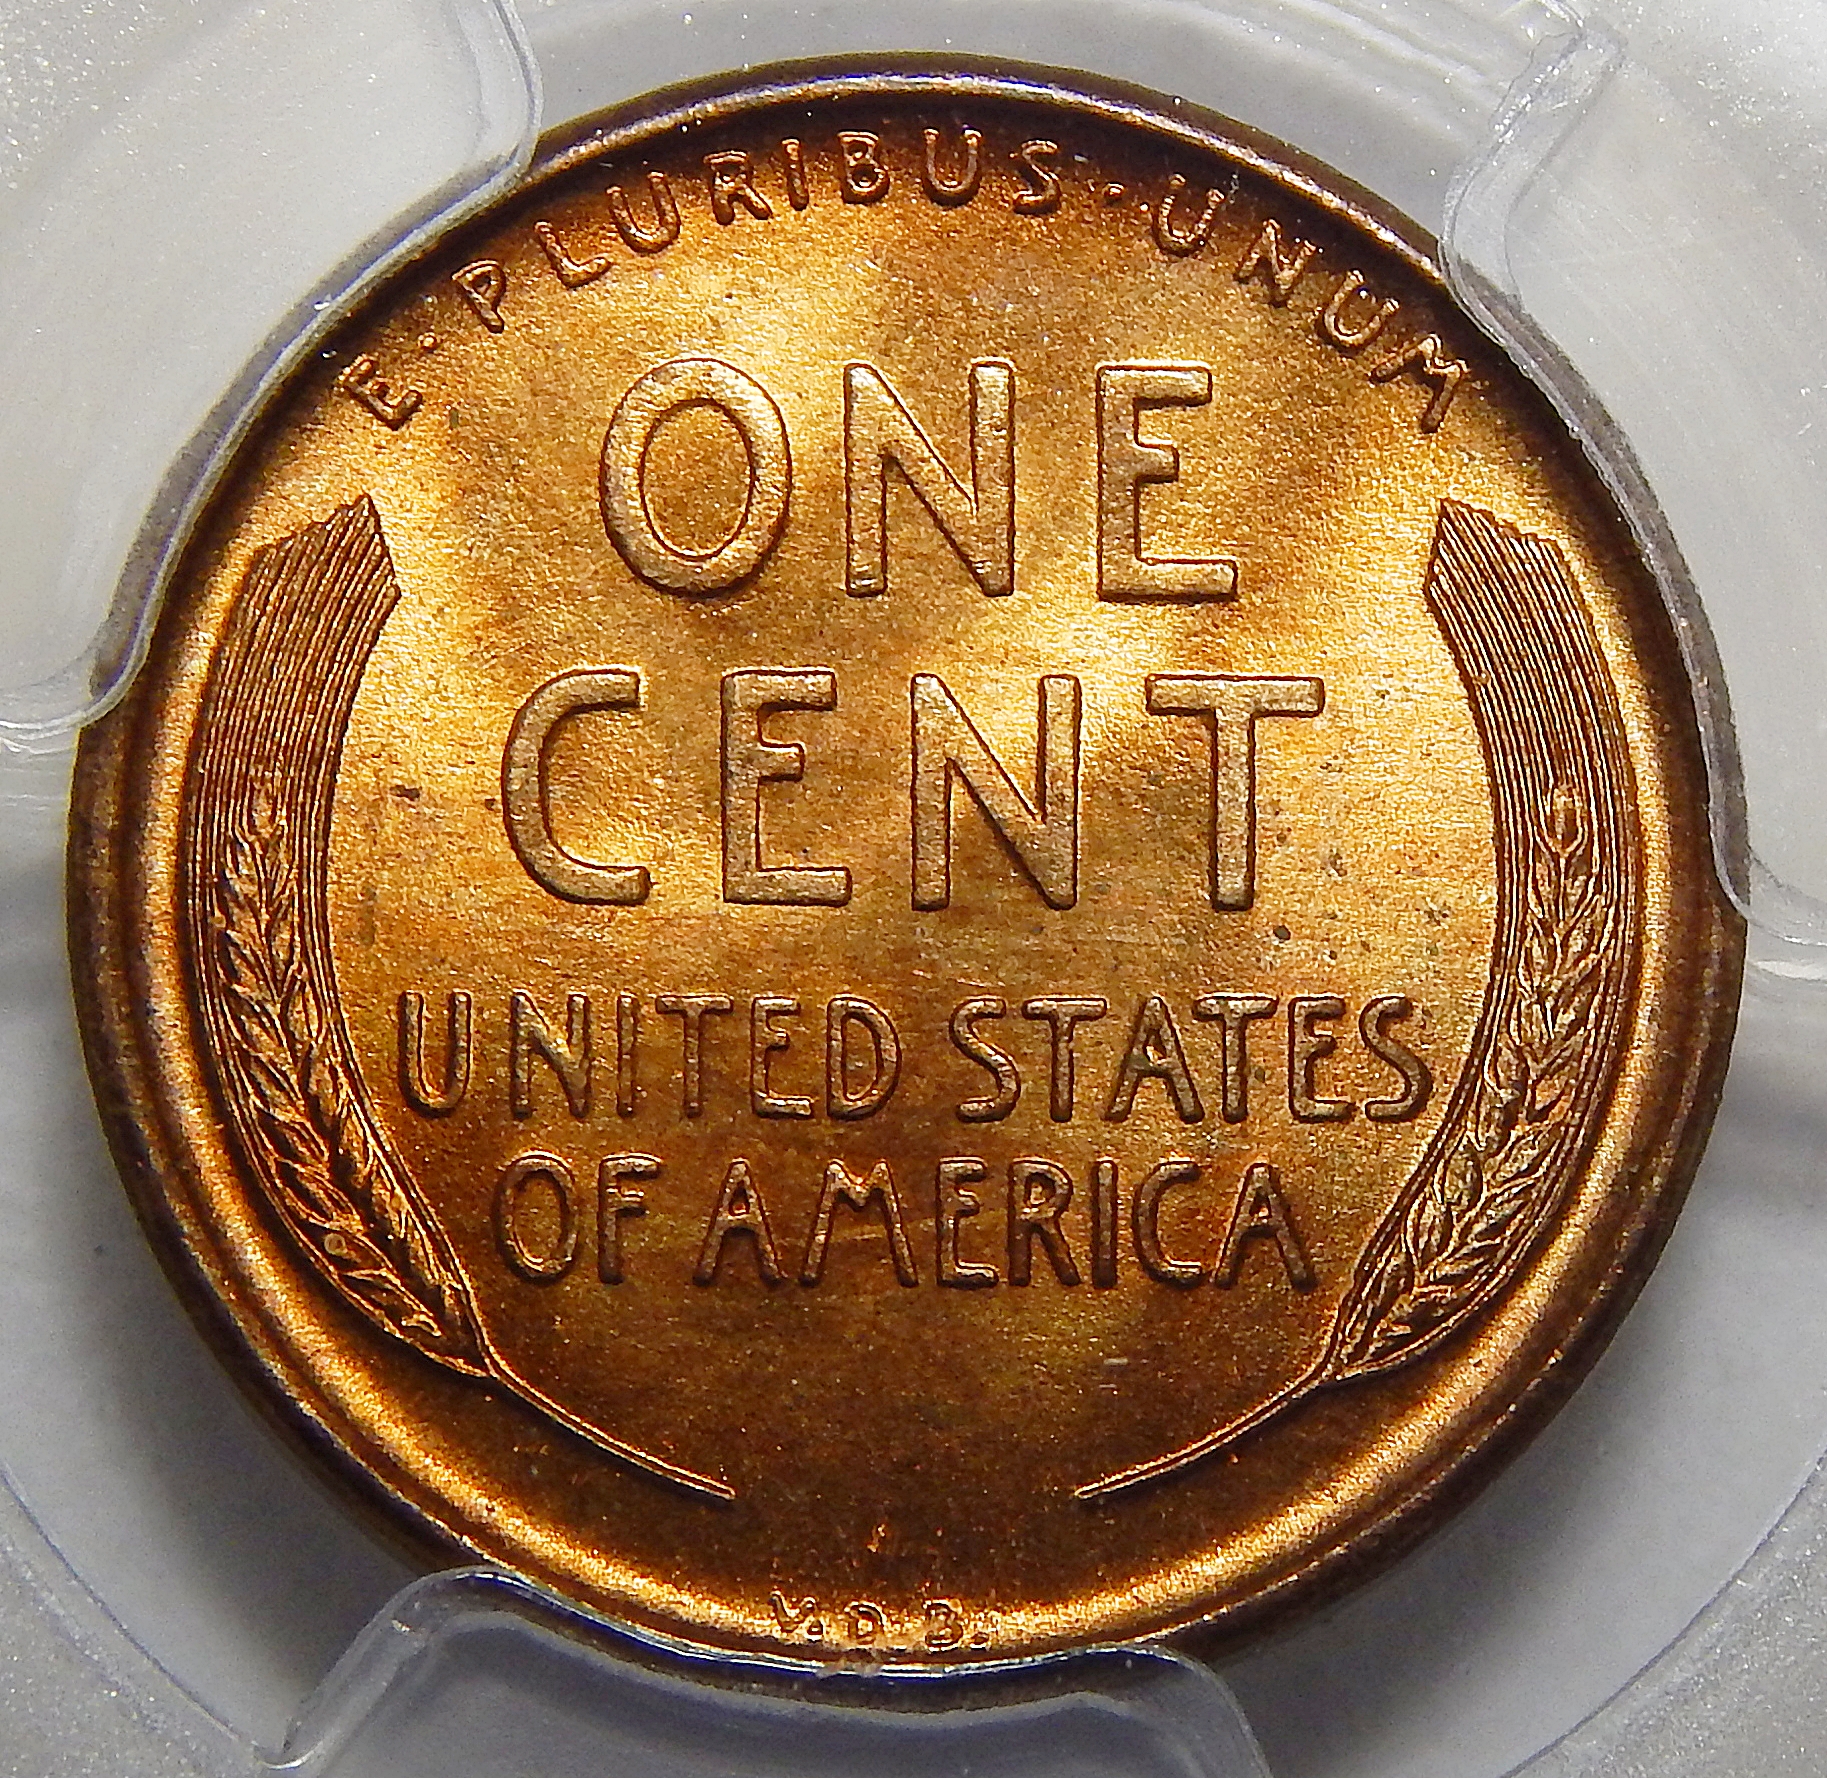 E·PLURIBUS·UNUM
ONE
CENT
UNITED STATES
OF AMERICA
V.D.B.